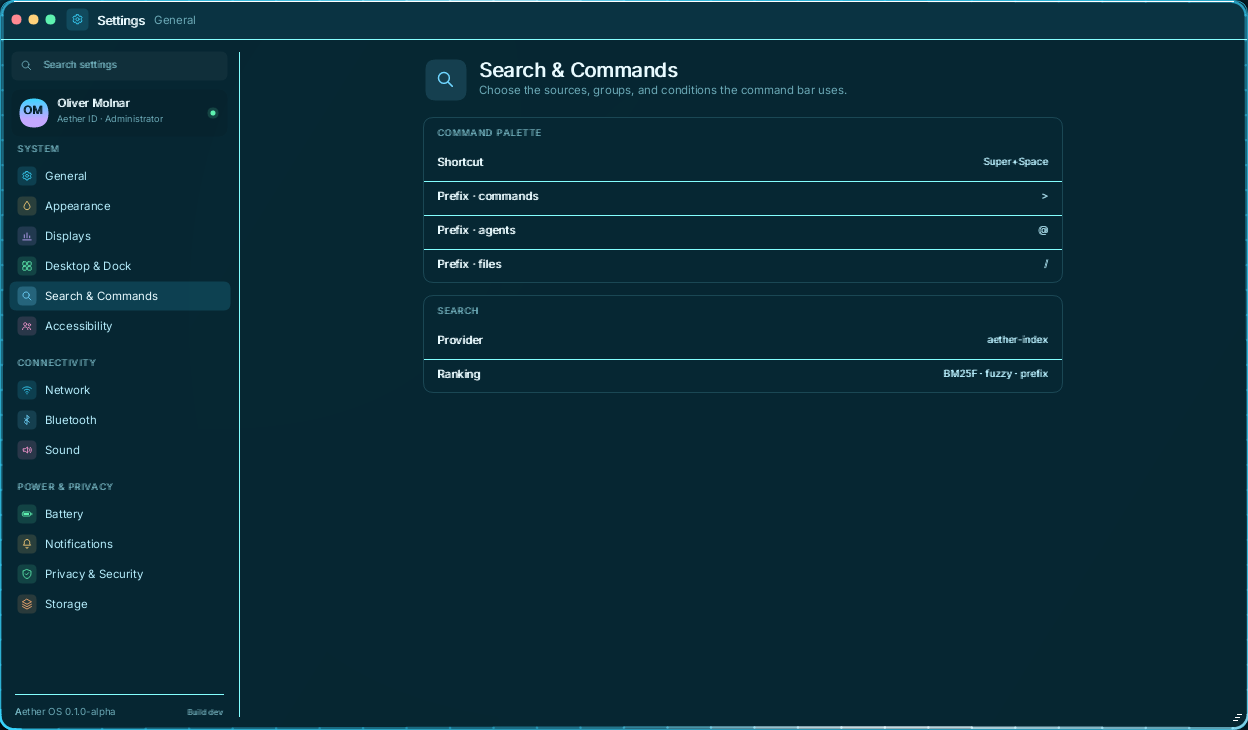 Settings General
Search settings
OM
Oliver Molnar
Aether ID · Administrator
SYSTEM
General
Appearance
Displays
Desktop & Dock
Search & Commands
Accessibility
CONNECTIVITY
Network
Bluetooth
Sound
POWER & PRIVACY
Battery
Notifications
Privacy & Security
Storage
Aether OS 0.1.0-alpha
Build dev
Search & Commands
Choose the sources, groups, and conditions the command bar uses.
COMMAND PALETTE
Shortcut Super+Space
Prefix · commands >
Prefix · agents @
Prefix · files /
SEARCH
Provider aether-index
Ranking BM25F · fuzzy · prefix